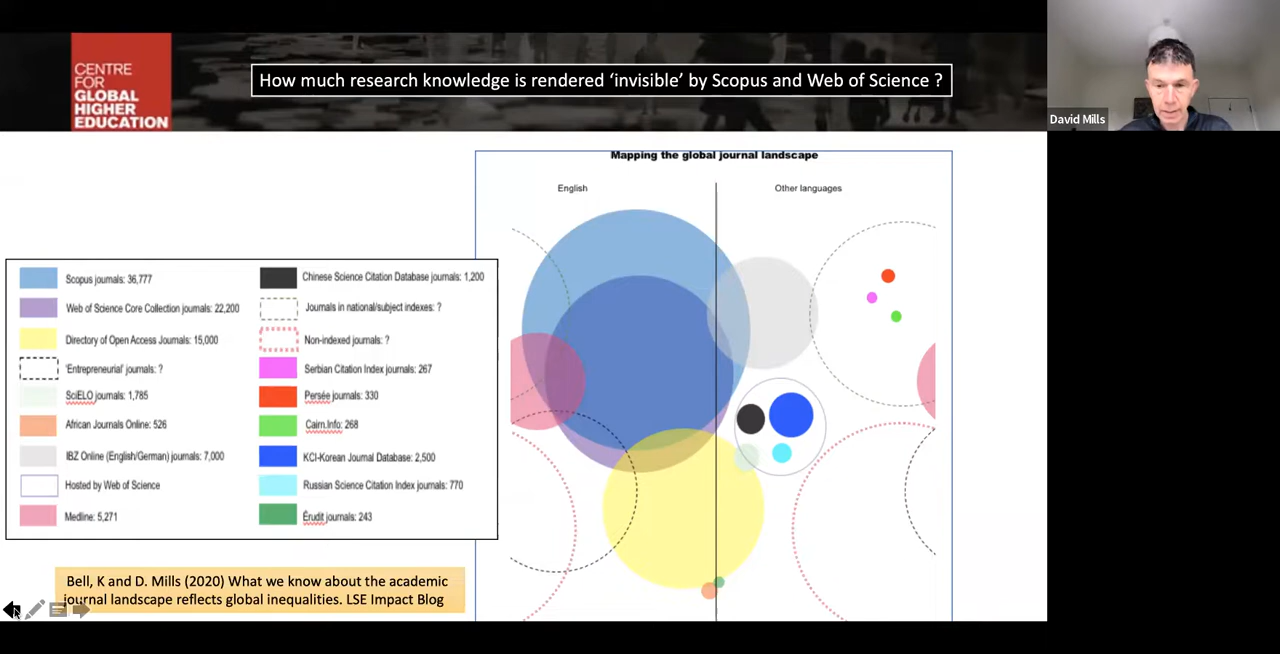 CENTRE
FOR
GLOBAL
HIGHER
EDUCATION
How much research knowledge is rendered ‘invisible’ by Scopus and Web of Science ?
David Mills
Mapping the global journal landscape
English
Other languages
Scopus journals: 36,777
Web of Science Core Collection journals: 22,200
Directory of Open Access Journals: 15,000
'Entrepreneurial' journals: ?
SciELO journals: 1,785
African Journals Online: 526
IBZ Online (English/German) journals: 7,000
Hosted by Web of Science
Medline: 5,271
Chinese Science Citation Database journals: 1,200
Journals in national/subject indexes: ?
Non-indexed journals: ?
Serbian Citation Index journals: 267
Persée journals: 330
Cairn.Info: 268
KCI-Korean Journal Database: 2,500
Russian Science Citation Index journals: 770
Érudit journals: 243
Bell, K and D. Mills (2020) What we know about the academic
journal landscape reflects global inequalities. LSE Impact Blog